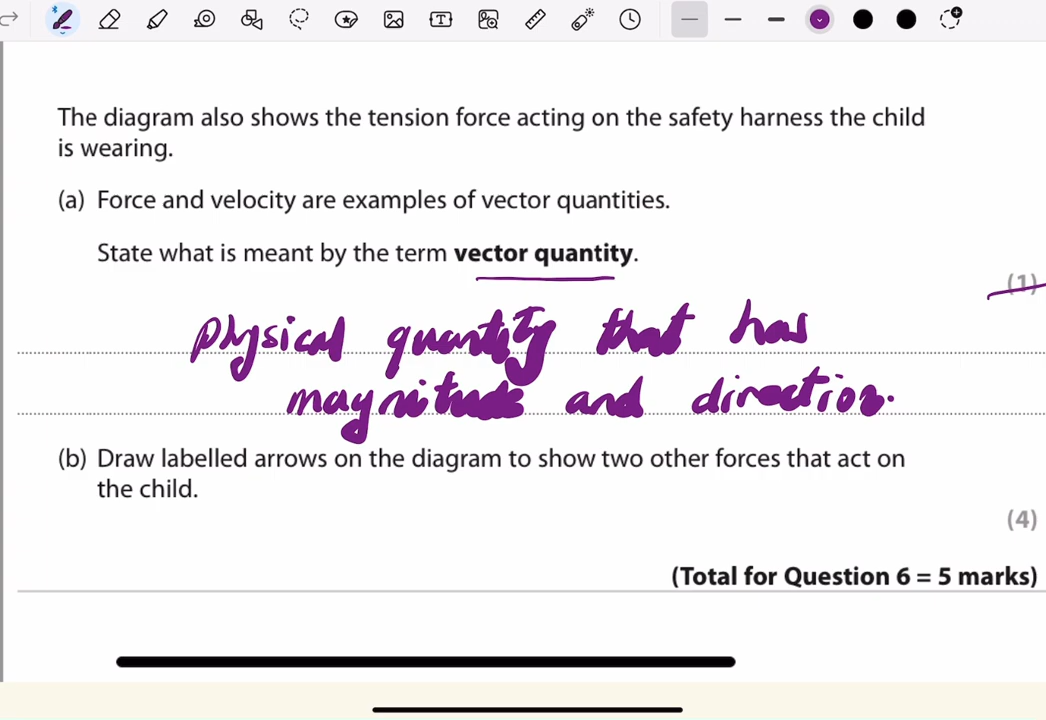 The diagram also shows the tension force acting on the safety harness the child
is wearing.
(a) Force and velocity are examples of vector quantities.
State what is meant by the term vector quantity.
(1)
physical quantity that has
magnitude and direction.
(b) Draw labelled arrows on the diagram to show two other forces that act on
the child.
(4)
(Total for Question 6 = 5 marks)